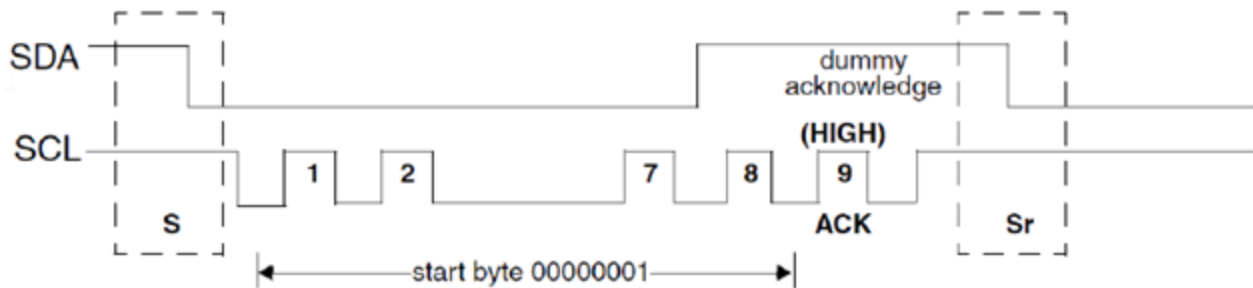 SDA
dummy
acknowledge
(HIGH)
SCL
1 2 7 8 9
S ACK Sr
start byte 00000001